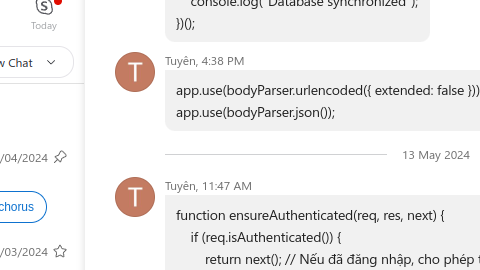 console.log("Database synchronized");
})();
Today
Chat
Tuyên, 4:38 PM
app.use(bodyParser.urlencoded({ extended: false }))
app.use(bodyParser.json());
/04/2024
13 May 2024
Tuyên, 11:47 AM
T
T
chorus
function ensureAuthenticated(req, res, next) {
if (req.isAuthenticated()) {
/03/2024
return next(); // Nếu đã đăng nhập, cho phép